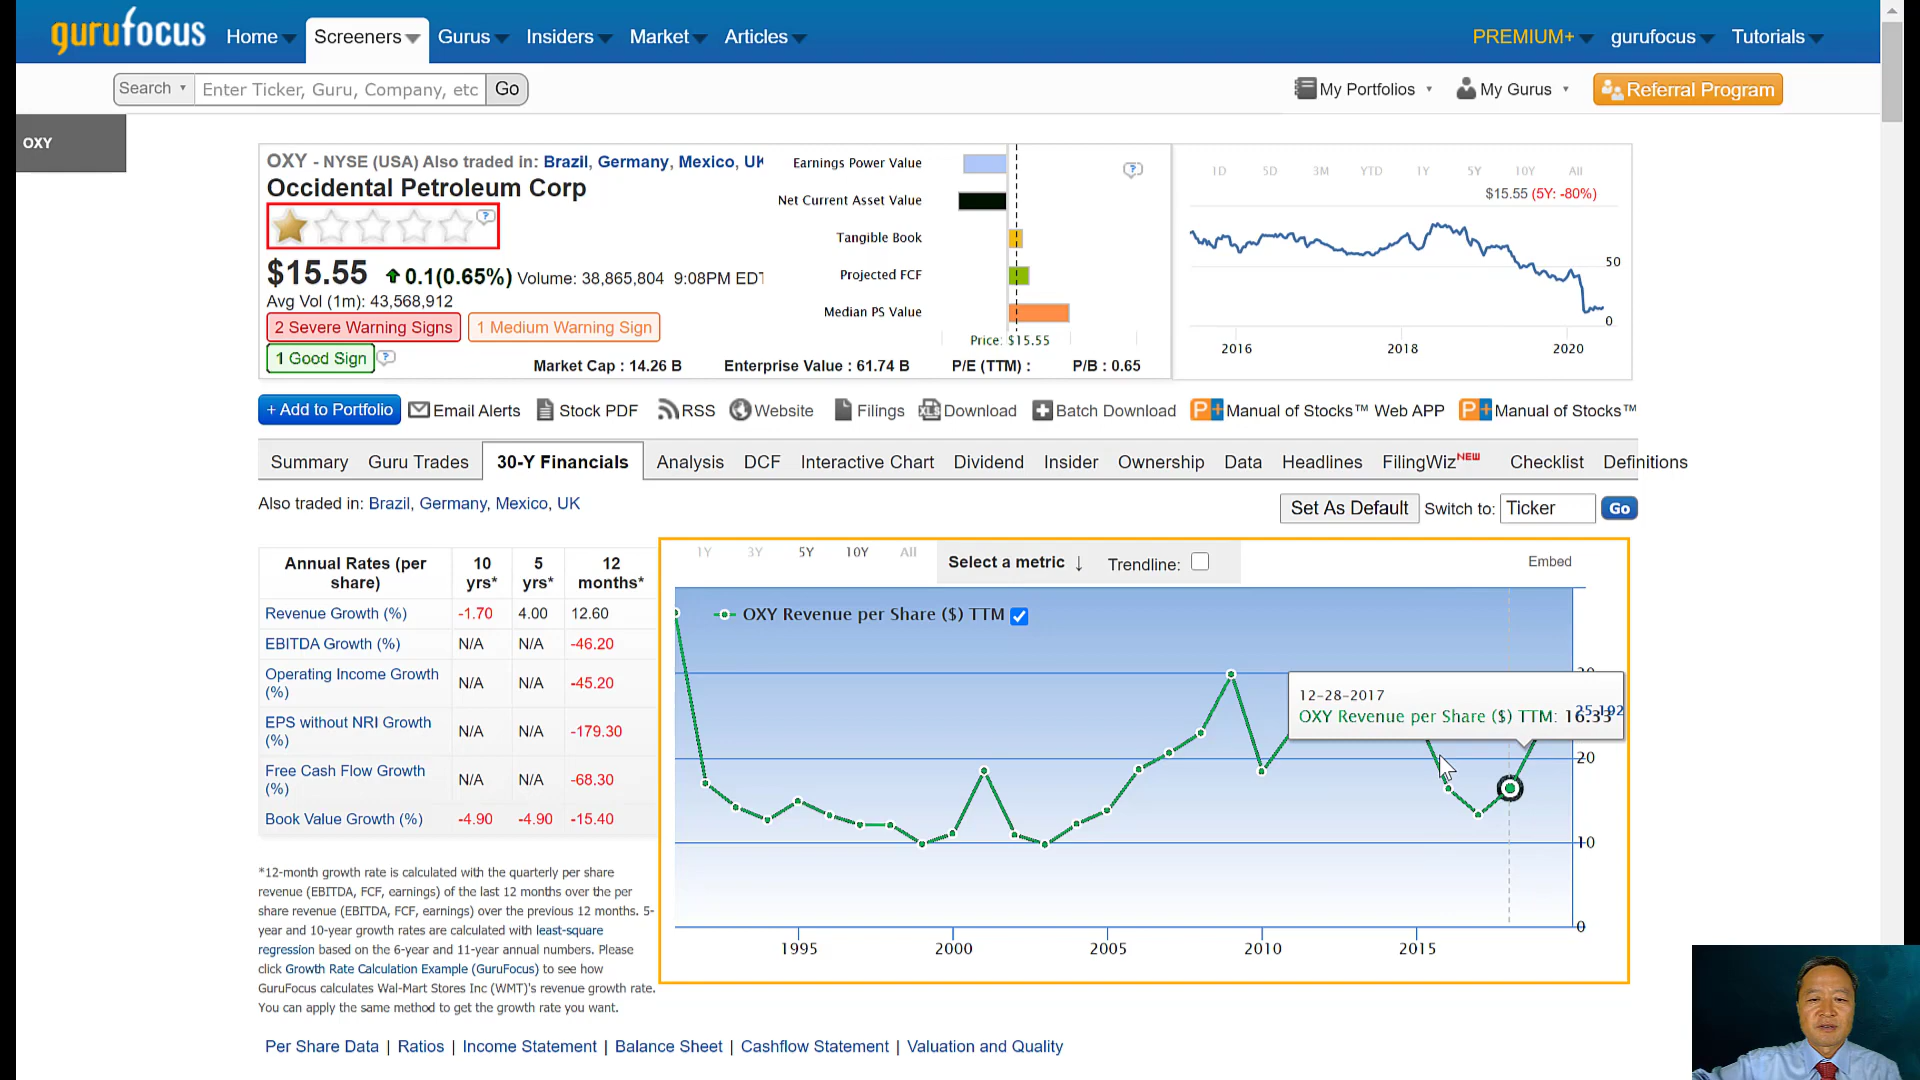 gurufocus Home Screeners Gurus Insiders Market Articles PREMIUM+ gurufocus Tutorials
Search Enter Ticker, Guru, Company, etc Go My Portfolios My Gurus Referral Program
OXY
OXY - NYSE (USA) Also traded in: Brazil, Germany, Mexico, UK
Occidental Petroleum Corp
$15.55 0.1(0.65%) Volume: 38,865,804 9:08PM EDT
Avg Vol (1m): 43,568,912
2 Severe Warning Signs 1 Medium Warning Sign
1 Good Sign
Earnings Power Value
Net Current Asset Value
Tangible Book
Projected FCF
Median PS Value
Price: $15.55
Market Cap : 14.26 B Enterprise Value : 61.74 B P/E (TTM) : P/B : 0.65
1D 5D 3M YTD 1Y 5Y 10Y All
$15.55 (5Y: -80%)
50
0
2016 2018 2020
+ Add to Portfolio Email Alerts Stock PDF RSS Website Filings Download Batch Download P+ Manual of Stocks™ Web APP P+ Manual of Stocks™
Summary Guru Trades 30-Y Financials Analysis DCF Interactive Chart Dividend Insider Ownership Data Headlines FilingWiz NEW Checklist Definitions
Also traded in: Brazil, Germany, Mexico, UK
Set As Default Switch to: Ticker Go
Annual Rates (per share) 10 yrs* 5 yrs* 12 months*
Revenue Growth (%) -1.70 4.00 12.60
EBITDA Growth (%) N/A N/A -46.20
Operating Income Growth (%) N/A N/A -45.20
EPS without NRI Growth (%) N/A N/A -179.30
Free Cash Flow Growth (%) N/A N/A -68.30
Book Value Growth (%) -4.90 -4.90 -15.40
*12-month growth rate is calculated with the quarterly per share
revenue (EBITDA, FCF, earnings) of the last 12 months over the per
share revenue (EBITDA, FCF, earnings) over the previous 12 months. 5-
year and 10-year growth rates are calculated with least-square
regression based on the 6-year and 11-year annual numbers. Please
click Growth Rate Calculation Example (GuruFocus) to see how
GuruFocus calculates Wal-Mart Stores Inc (WMT)'s revenue growth rate.
You can apply the same method to get the growth rate you want.
1Y 3Y 5Y 10Y All Select a metric ↓ Trendline: Embed
OXY Revenue per Share ($) TTM
12-28-2017
OXY Revenue per Share ($) TTM: 16.33
20
10
0
1995 2000 2005 2010 2015
Per Share Data | Ratios | Income Statement | Balance Sheet | Cashflow Statement | Valuation and Quality